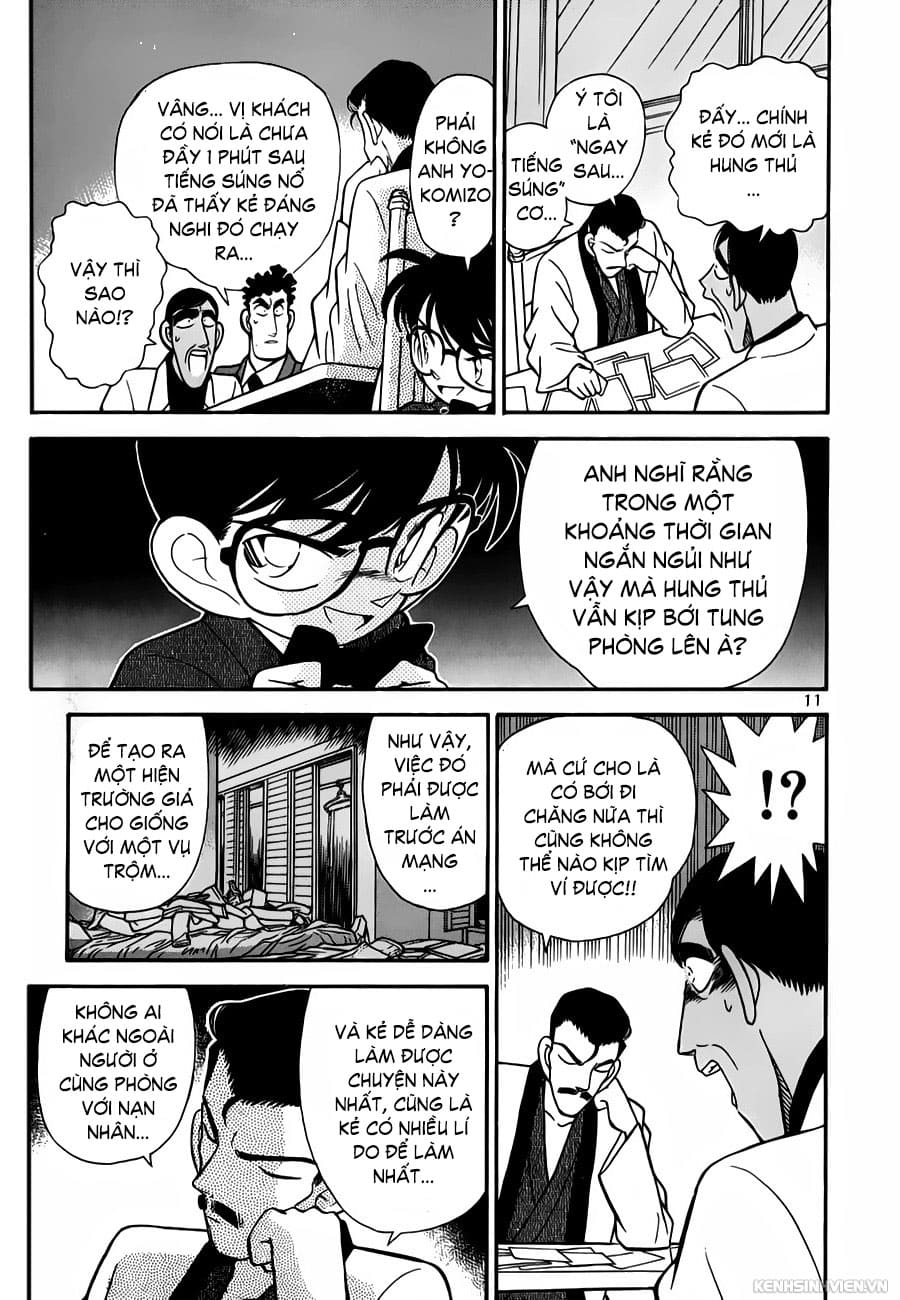 ĐẤY... CHÍNH
KẺ ĐÓ MỚI LÀ
HUNG THỦ
...
Ý TÔI
LÀ
"NGAY
SAU...
TIẾNG
SÚNG"
CƠ...
PHẢI
KHÔNG
ANH YO-
KOMIZO
?
VÂNG... VỊ KHÁCH
CÓ NÓI LÀ CHƯA
ĐẦY 1 PHÚT SAU
TIẾNG SÚNG NỔ
ĐÃ THẤY KẺ ĐÁNG
NGHI ĐÓ CHẠY
RA...
VẬY THÌ
SAO
NÀO!?
ANH NGHĨ RẰNG
TRONG MỘT
KHOẢNG THỜI GIAN
NGẮN NGỦI NHƯ
VẬY MÀ HUNG THỦ
VẪN KỊP BỚI TUNG
PHÒNG LÊN À?
11
!?
MÀ CỨ CHO LÀ
CÓ BỚI ĐI
CHĂNG NỮA THÌ
CŨNG KHÔNG
THỂ NÀO KỊP TÌM
VÍ ĐƯỢC!!
NHƯ VẬY,
VIỆC ĐÓ
PHẢI ĐƯỢC
LÀM
TRƯỚC ÁN
MẠNG
...
ĐỂ TẠO RA
MỘT HIỆN
TRƯỜNG GIẢ
CHO GIỐNG
VỚI MỘT VỤ
TRỘM...
VÀ KẺ DỄ DÀNG
LÀM ĐƯỢC
CHUYỆN NÀY
NHẤT, CŨNG LÀ
KẺ CÓ NHIỀU LÍ
DO ĐỂ LÀM
NHẤT...
KHÔNG AI
KHÁC NGOÀI
NGƯỜI Ở
CÙNG PHÒNG
VỚI NẠN
NHÂN...
KENHSINHVIEN.VN